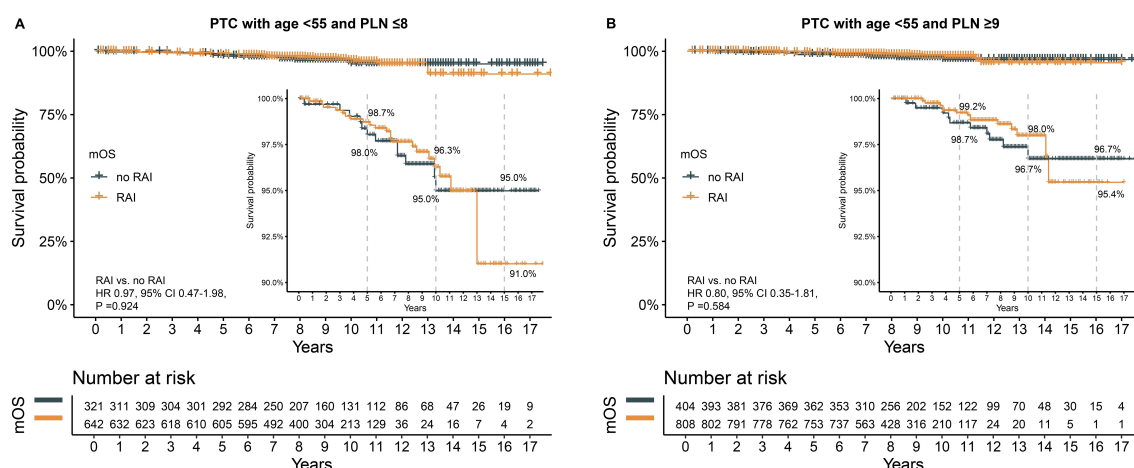 A
PTC with age <55 and PLN ≤8
100%
75%
50%
25%
0%
Survival probability
mOS
no RAI
RAI
RAI vs. no RAI
HR 0.97, 95% CI 0.47-1.98,
P =0.924
100.0%
97.5%
95.0%
92.5%
90.0%
Survival probability
98.7%
98.0%
96.3%
95.0%
95.0%
91.0%
0 1 2 3 4 5 6 7 8 9 10 11 12 13 14 15 16 17
Years
0 1 2 3 4 5 6 7 8 9 10 11 12 13 14 15 16 17
Years
Number at risk
mOS
321 311 309 304 301 292 284 250 207 160 131 112 86 68 47 26 19 9
642 632 623 618 610 605 595 492 400 304 213 129 36 24 16 7 4 2
0 1 2 3 4 5 6 7 8 9 10 11 12 13 14 15 16 17
Years
B
PTC with age <55 and PLN ≥9
100%
75%
50%
25%
0%
Survival probability
mOS
no RAI
RAI
RAI vs. no RAI
HR 0.80, 95% CI 0.35-1.81,
P =0.584
100.0%
97.5%
95.0%
92.5%
90.0%
Survival probability
99.2%
98.7%
98.0%
96.7%
96.7%
95.4%
0 1 2 3 4 5 6 7 8 9 10 11 12 13 14 15 16 17
Years
0 1 2 3 4 5 6 7 8 9 10 11 12 13 14 15 16 17
Years
Number at risk
mOS
404 393 381 376 369 362 353 310 256 202 152 122 99 70 48 30 15 4
808 802 791 778 762 753 737 563 428 316 210 117 24 20 11 5 1 1
0 1 2 3 4 5 6 7 8 9 10 11 12 13 14 15 16 17
Years